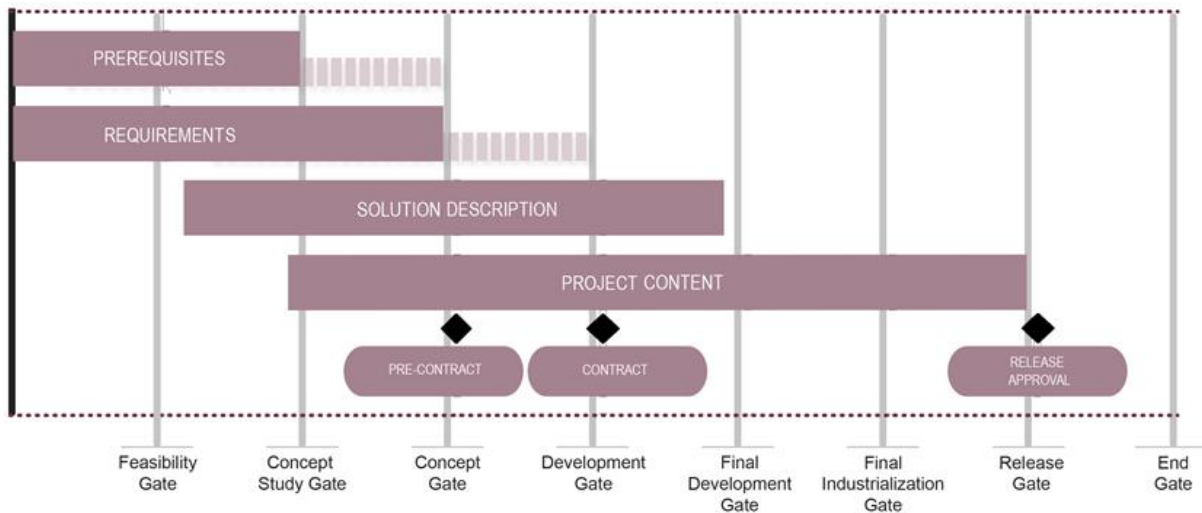 PREREQUISITES
REQUIREMENTS
SOLUTION DESCRIPTION
PROJECT CONTENT
PRE-CONTRACT
CONTRACT
RELEASE
APPROVAL
Feasibility
Gate
Concept
Study Gate
Concept
Gate
Development
Gate
Final
Development
Gate
Final
Industrialization
Gate
Release
Gate
End
Gate